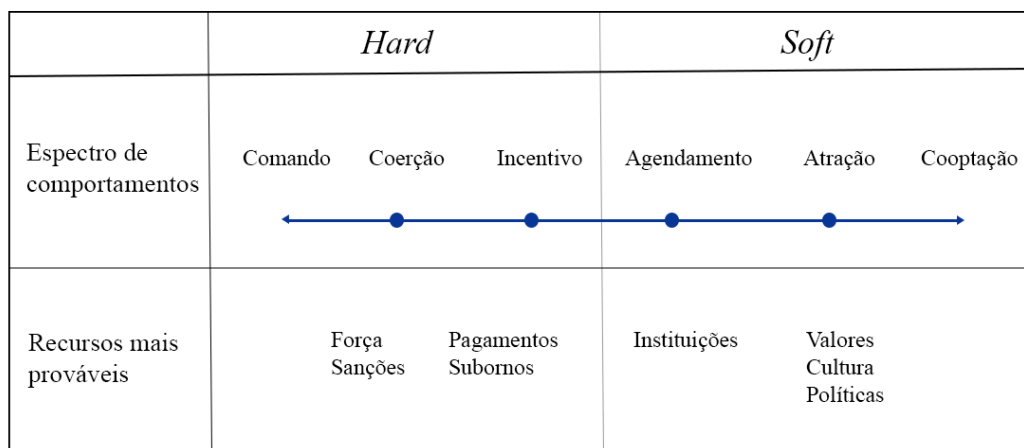 Hard Soft
Espectro de
comportamentos
Comando Coerção Incentivo Agendamento Atração Cooptação
Recursos mais
prováveis
Força Pagamentos Instituições Valores
Sanções Subornos Cultura
Políticas